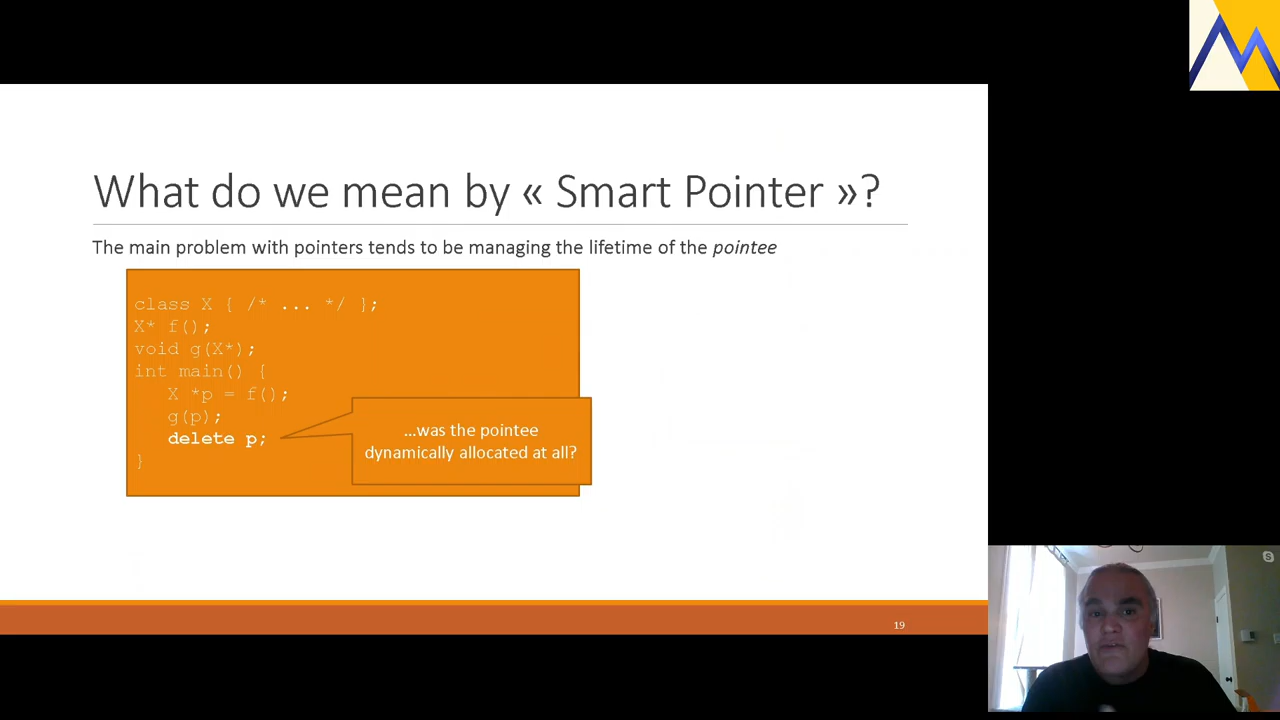 What do we mean by « Smart Pointer »?
The main problem with pointers tends to be managing the lifetime of the pointee
class X { /* ... */ };
X* f();
void g(X*);
int main() {
X *p = f();
g(p);
delete p;
}
…was the pointee
dynamically allocated at all?
19